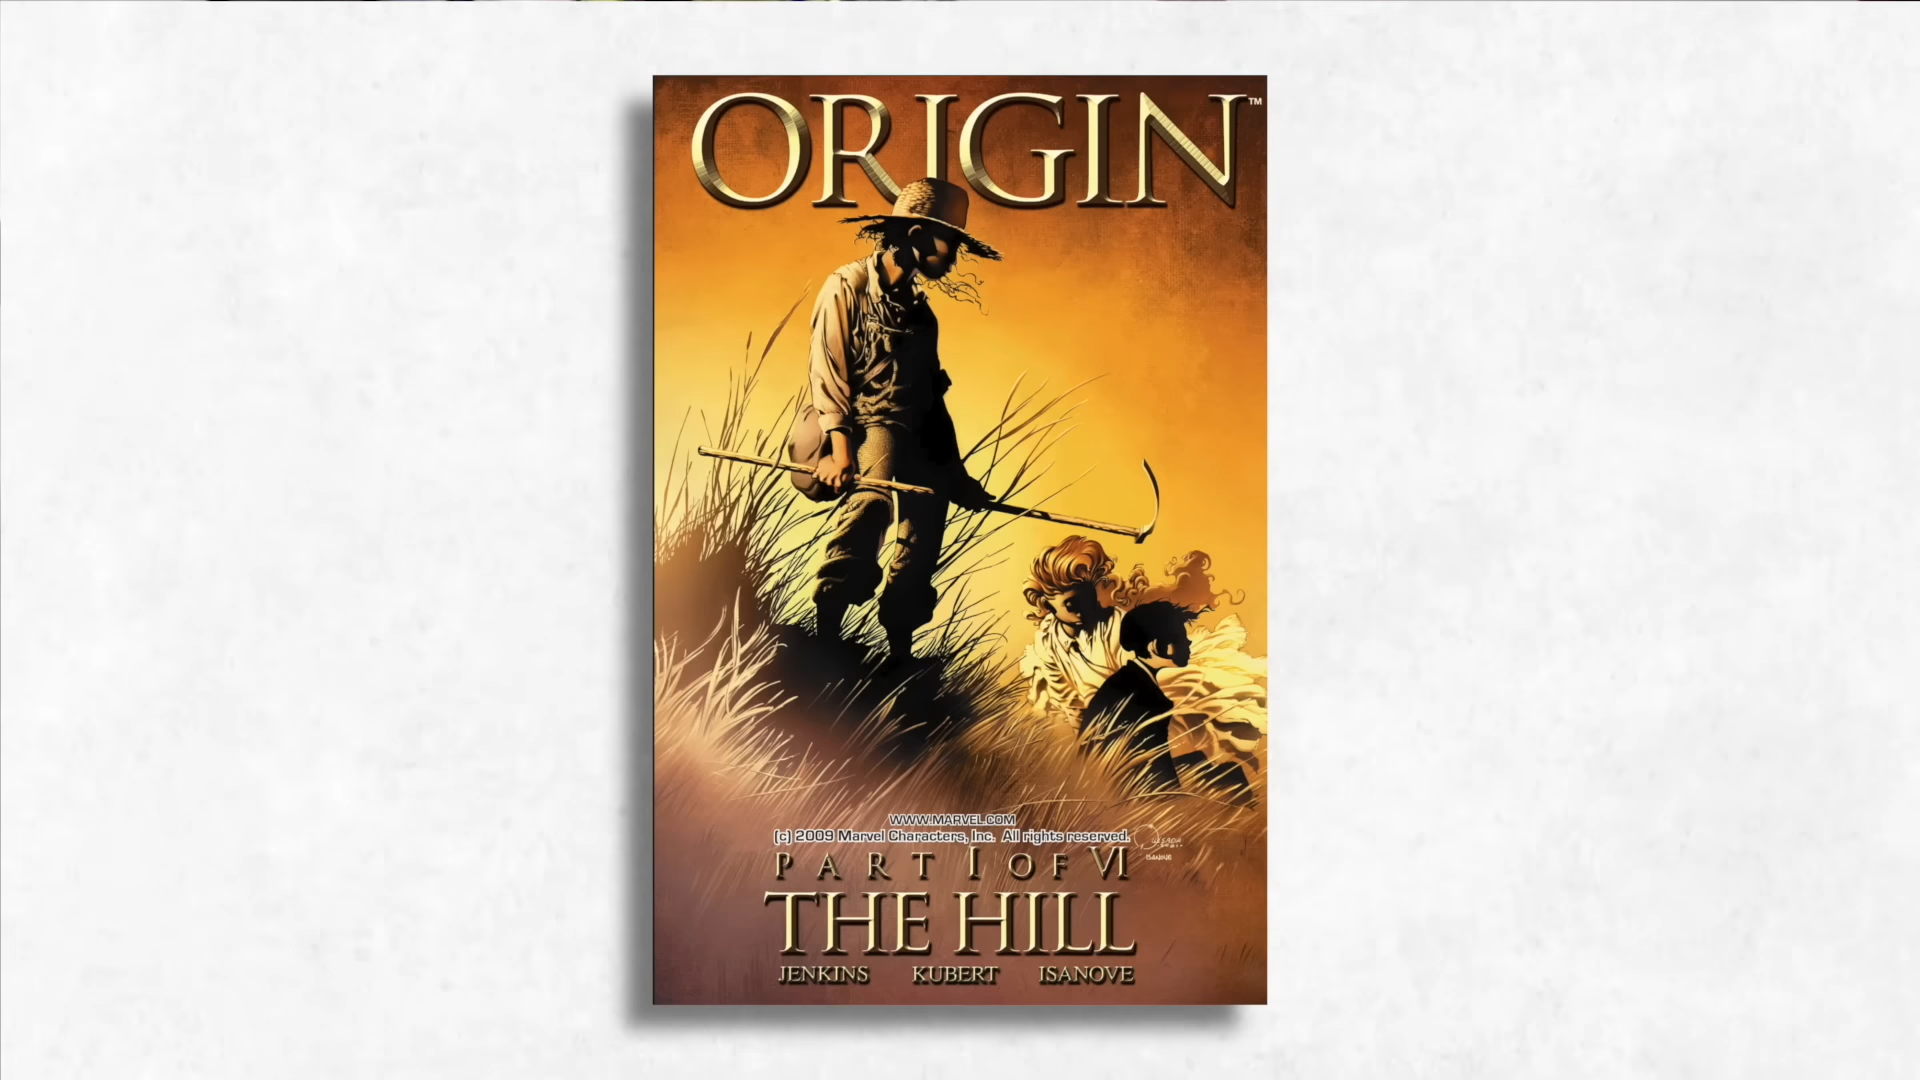 ORIGIN™
WWW.MARVEL.COM
(c) 2009 Marvel Characters, Inc. All rights reserved.
PART I OF VI
THE HILL
JENKINS KUBERT ISANOVE